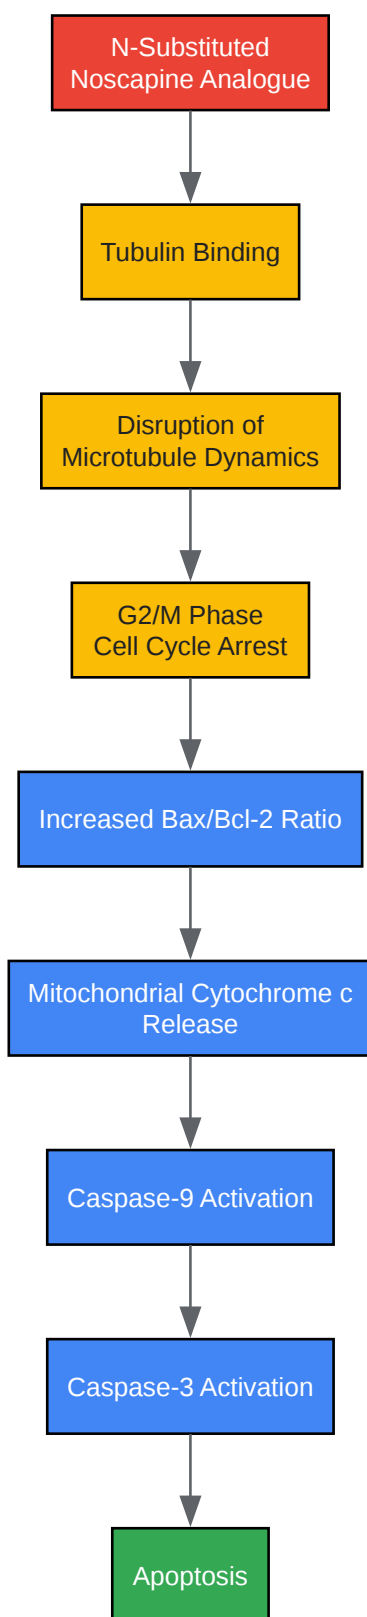 N-Substituted
Noscapine Analogue
Tubulin Binding
Disruption of
Microtubule Dynamics
G2/M Phase
Cell Cycle Arrest
Increased Bax/Bcl-2 Ratio
Mitochondrial Cytochrome c
Release
Caspase-9 Activation
Caspase-3 Activation
Apoptosis